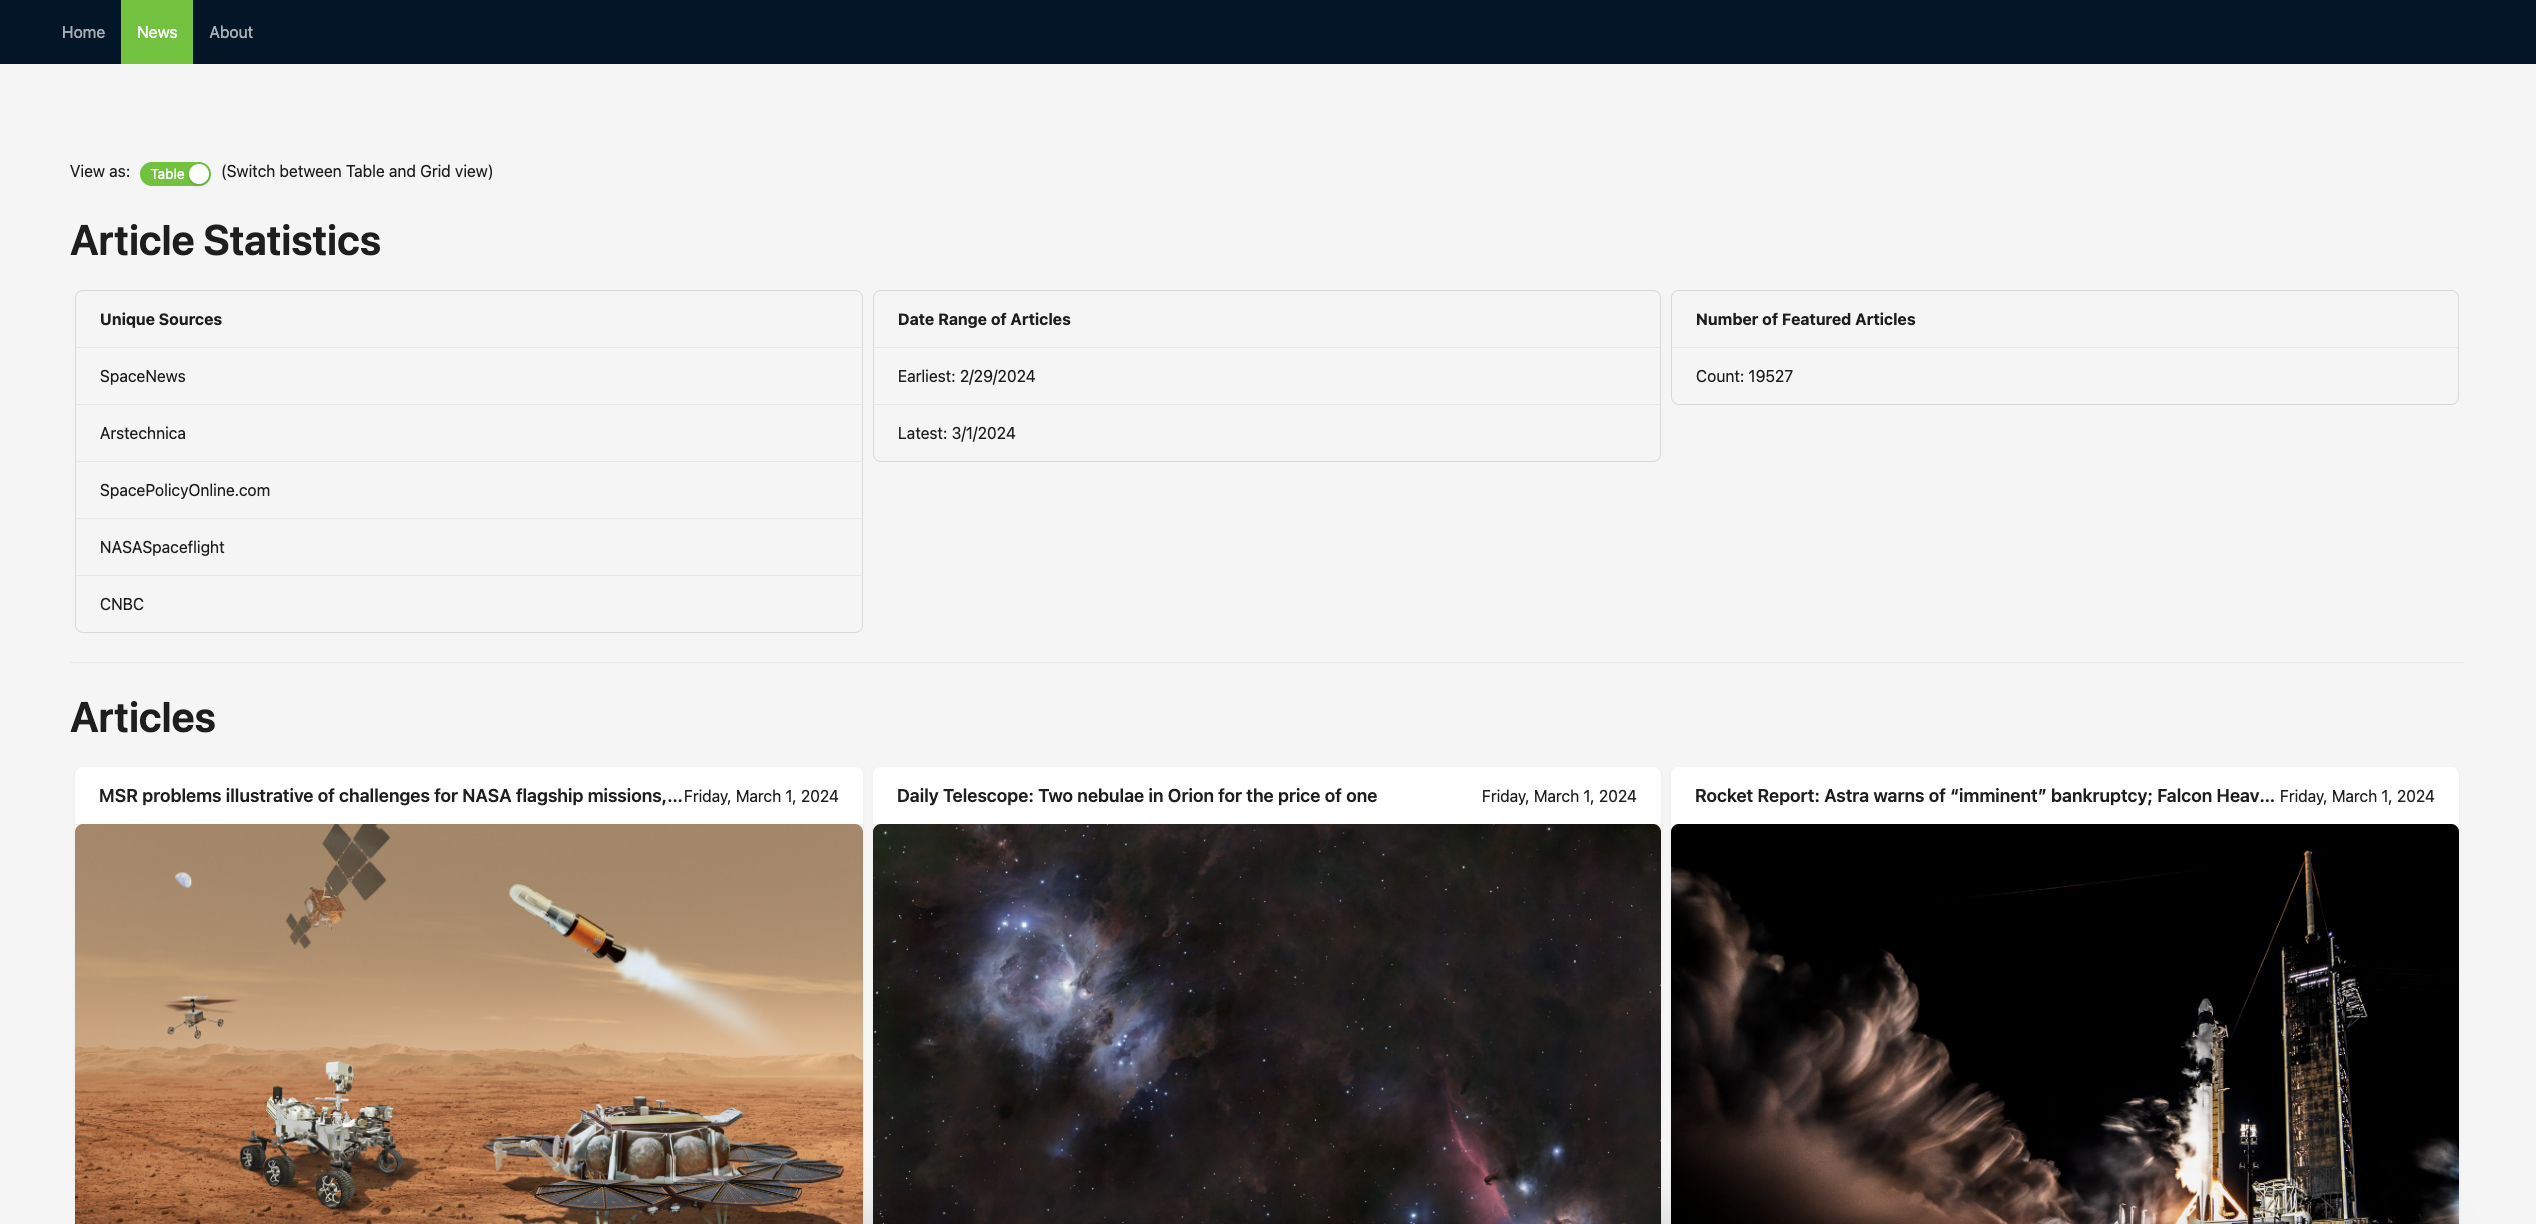 Home News About
View as: Table (Switch between Table and Grid view)
Article Statistics
Unique Sources
SpaceNews
Arstechnica
SpacePolicyOnline.com
NASASpaceflight
CNBC
Date Range of Articles
Earliest: 2/29/2024
Latest: 3/1/2024
Number of Featured Articles
Count: 19527
Articles
MSR problems illustrative of challenges for NASA flagship missions,... Friday, March 1, 2024
Daily Telescope: Two nebulae in Orion for the price of one Friday, March 1, 2024
Rocket Report: Astra warns of “imminent” bankruptcy; Falcon Heav... Friday, March 1, 2024